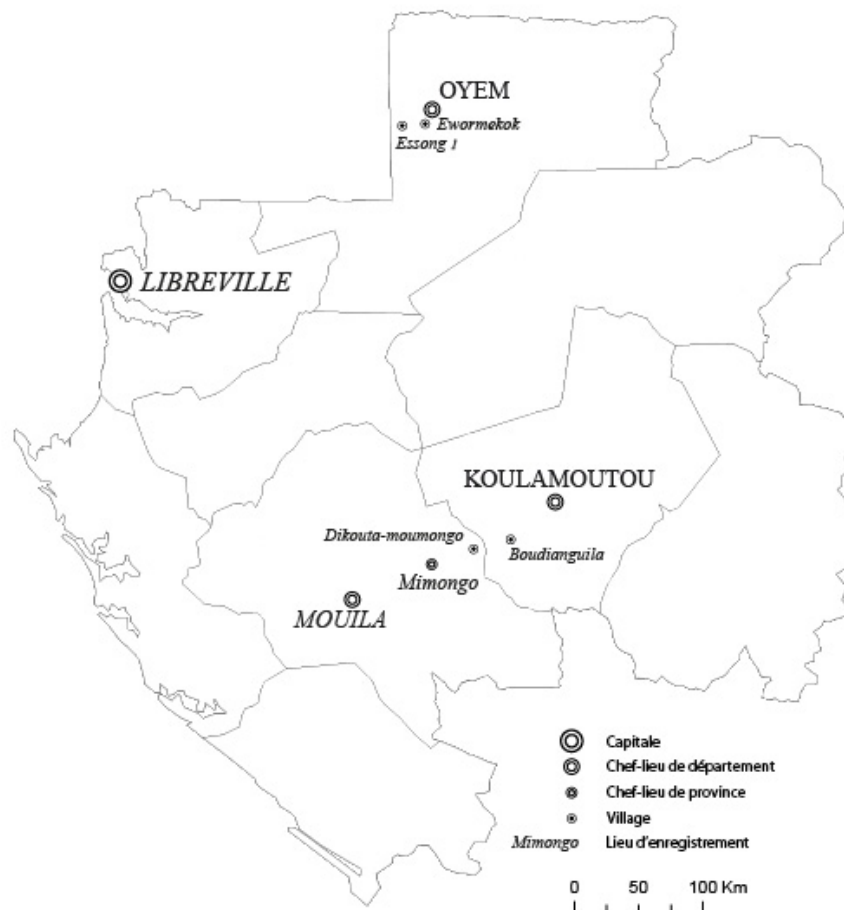 OYEM
Ewormekok
Essong 1
LIBREVILLE
KOULAMOUTOU
Dikouta-moumongo
Boudianguila
Mimongo
MOUILA
Capitale
Chef-lieu de département
Chef-lieu de province
Village
Mimongo Lieu d'enregistrement
0 50 100 Km